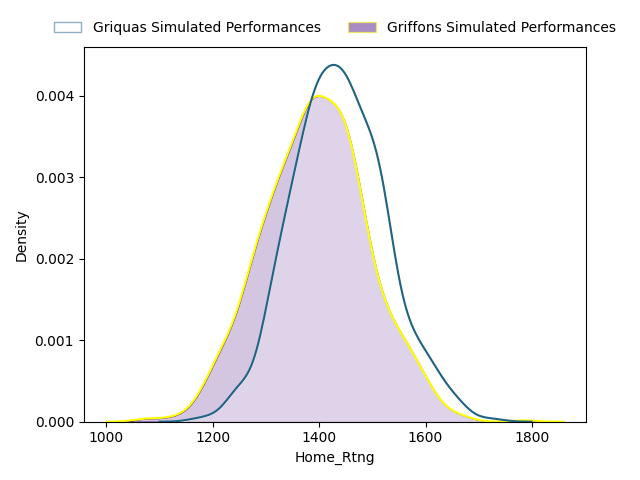 Griquas Simulated Performances Griffons Simulated Performances
0.004
0.003
0.002
0.001
0.000
Density
1000 1200 1400 1600 1800
Home_Rtng